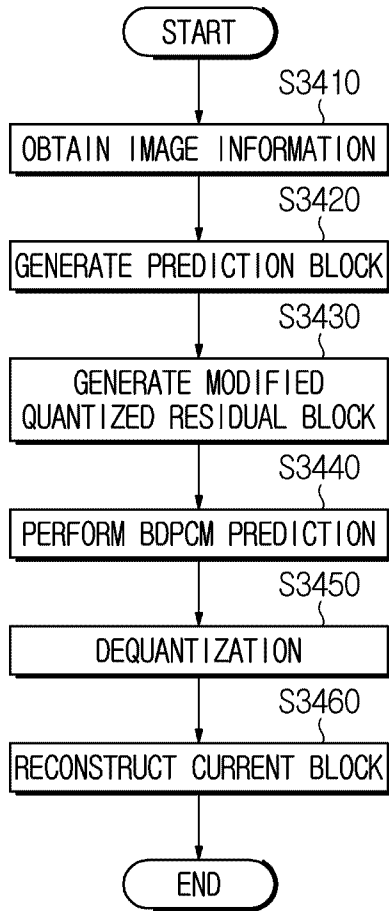 START
S3410
OBTAIN IMAGE INFORMATION
S3420
GENERATE PREDICTION BLOCK
S3430
GENERATE MODIFIED
QUANTIZED RESIDUAL BLOCK
S3440
PERFORM BDPCM PREDICTION
S3450
DEQUANTIZATION
S3460
RECONSTRUCT CURRENT BLOCK
END